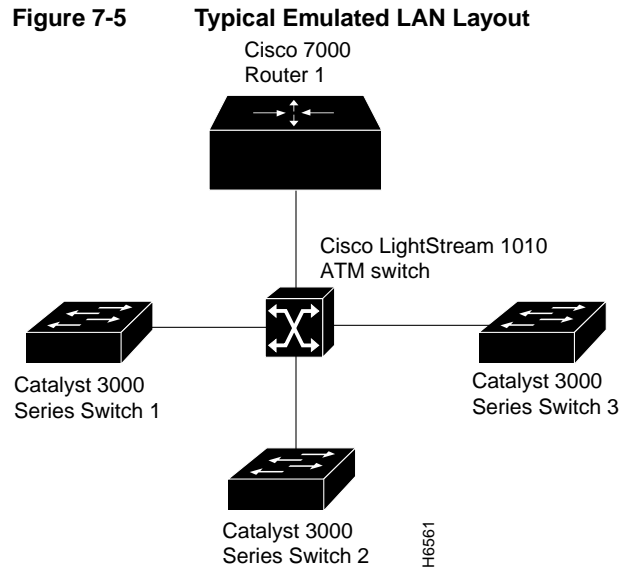 Figure 7-5 Typical Emulated LAN Layout
Cisco 7000
Router 1
Cisco LightStream 1010
ATM switch
Catalyst 3000
Series Switch 1
Catalyst 3000
Series Switch 3
Catalyst 3000
Series Switch 2
H6561